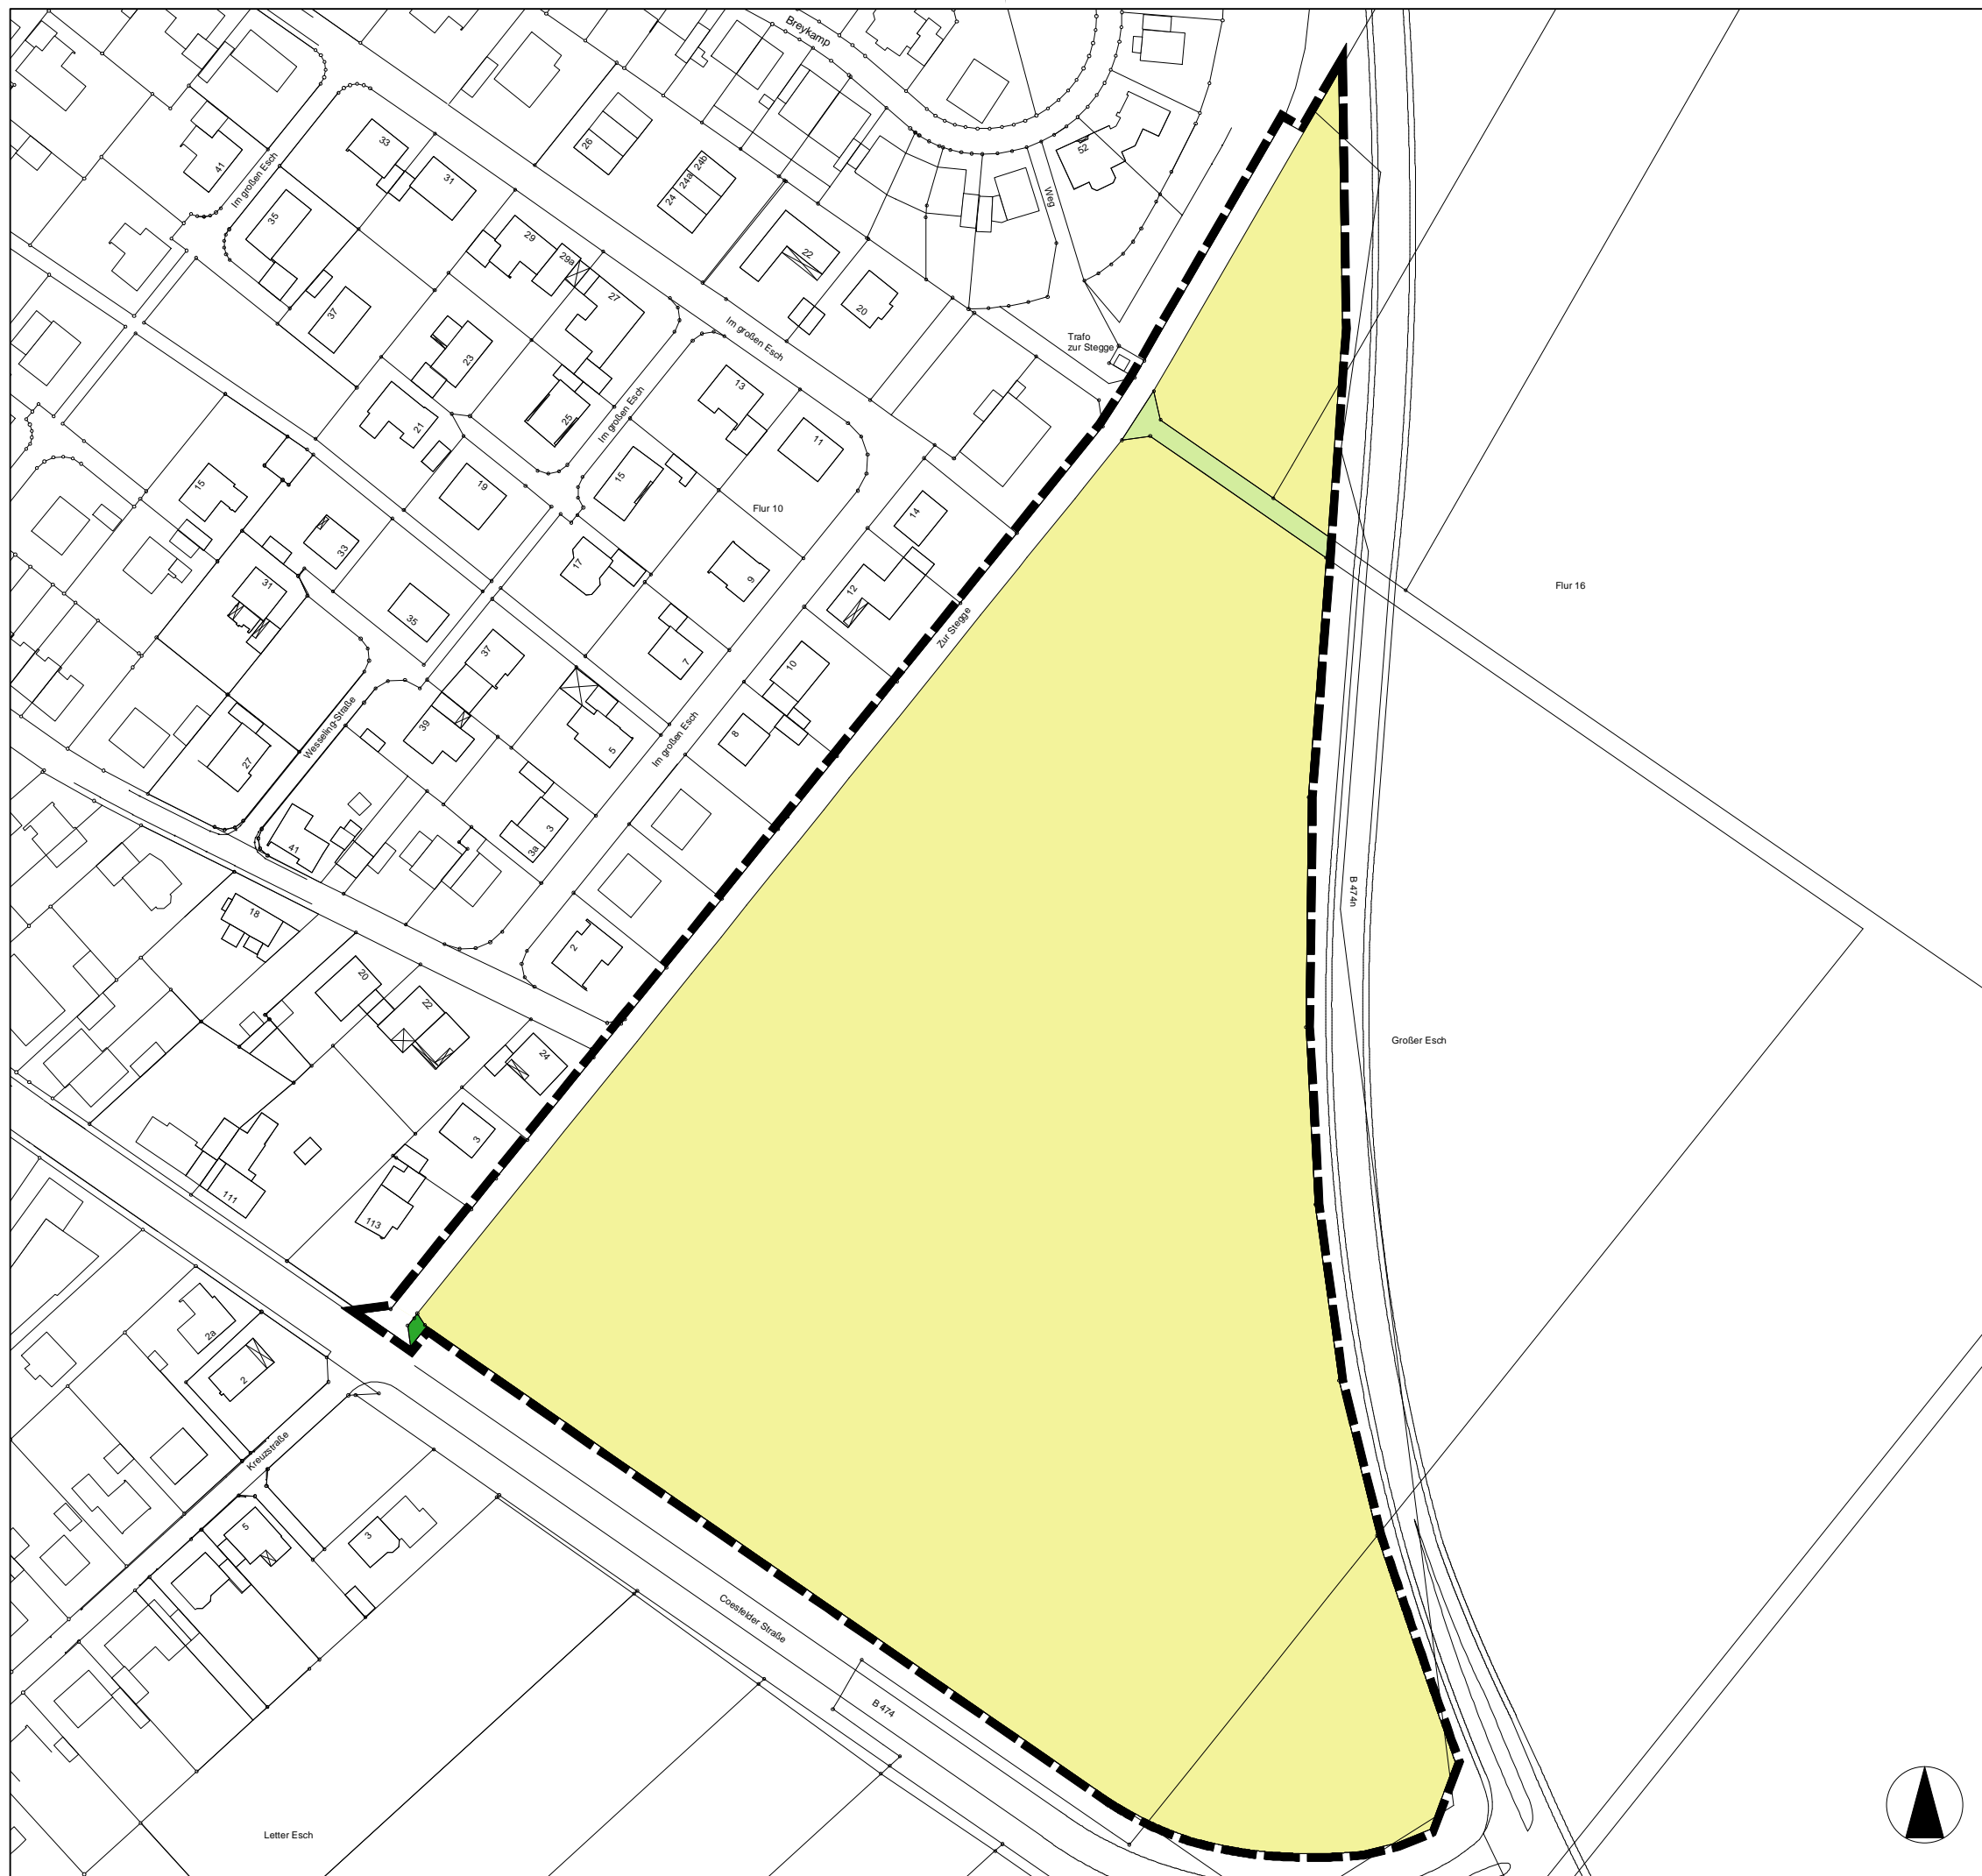 Breykamp
41
Im großen Esch
33
31
35
37
26
24b
24a
24
52
Weg
29
29a
27
22
20
Im großen Esch
Trafo
zur Stegge
23
21
25
Im großen Esch
13
11
15
19
15
Flur 10
14
33
31
35
17
9
12
Flur 16
7
10
Zur Stegge
37
39
5
8
Im großen Esch
Wesseling-Straße
27
41
3
3a
18
2
B 474n
20
22
24
3
Großer Esch
111
113
2a
2
Kreuzstraße
5
3
Coesfelder Straße
B 474
Letter Esch